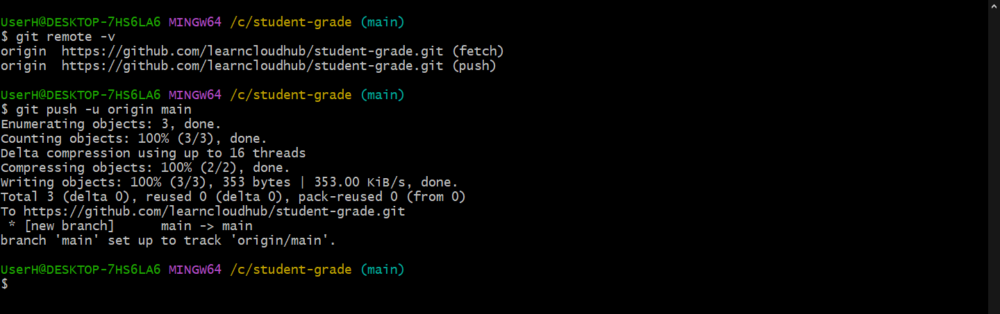 UserH@DESKTOP-7HS6LA6 MINGW64 /c/student-grade (main)
$ git remote -v
origin  https://github.com/learncloudhub/student-grade.git (fetch)
origin  https://github.com/learncloudhub/student-grade.git (push)
UserH@DESKTOP-7HS6LA6 MINGW64 /c/student-grade (main)
$ git push -u origin main
Enumerating objects: 3, done.
Counting objects: 100% (3/3), done.
Delta compression using up to 16 threads
Compressing objects: 100% (2/2), done.
Writing objects: 100% (3/3), 353 bytes | 353.00 KiB/s, done.
Total 3 (delta 0), reused 0 (delta 0), pack-reused 0 (from 0)
To https://github.com/learncloudhub/student-grade.git
 * [new branch]      main -> main
branch 'main' set up to track 'origin/main'.
UserH@DESKTOP-7HS6LA6 MINGW64 /c/student-grade (main)
$